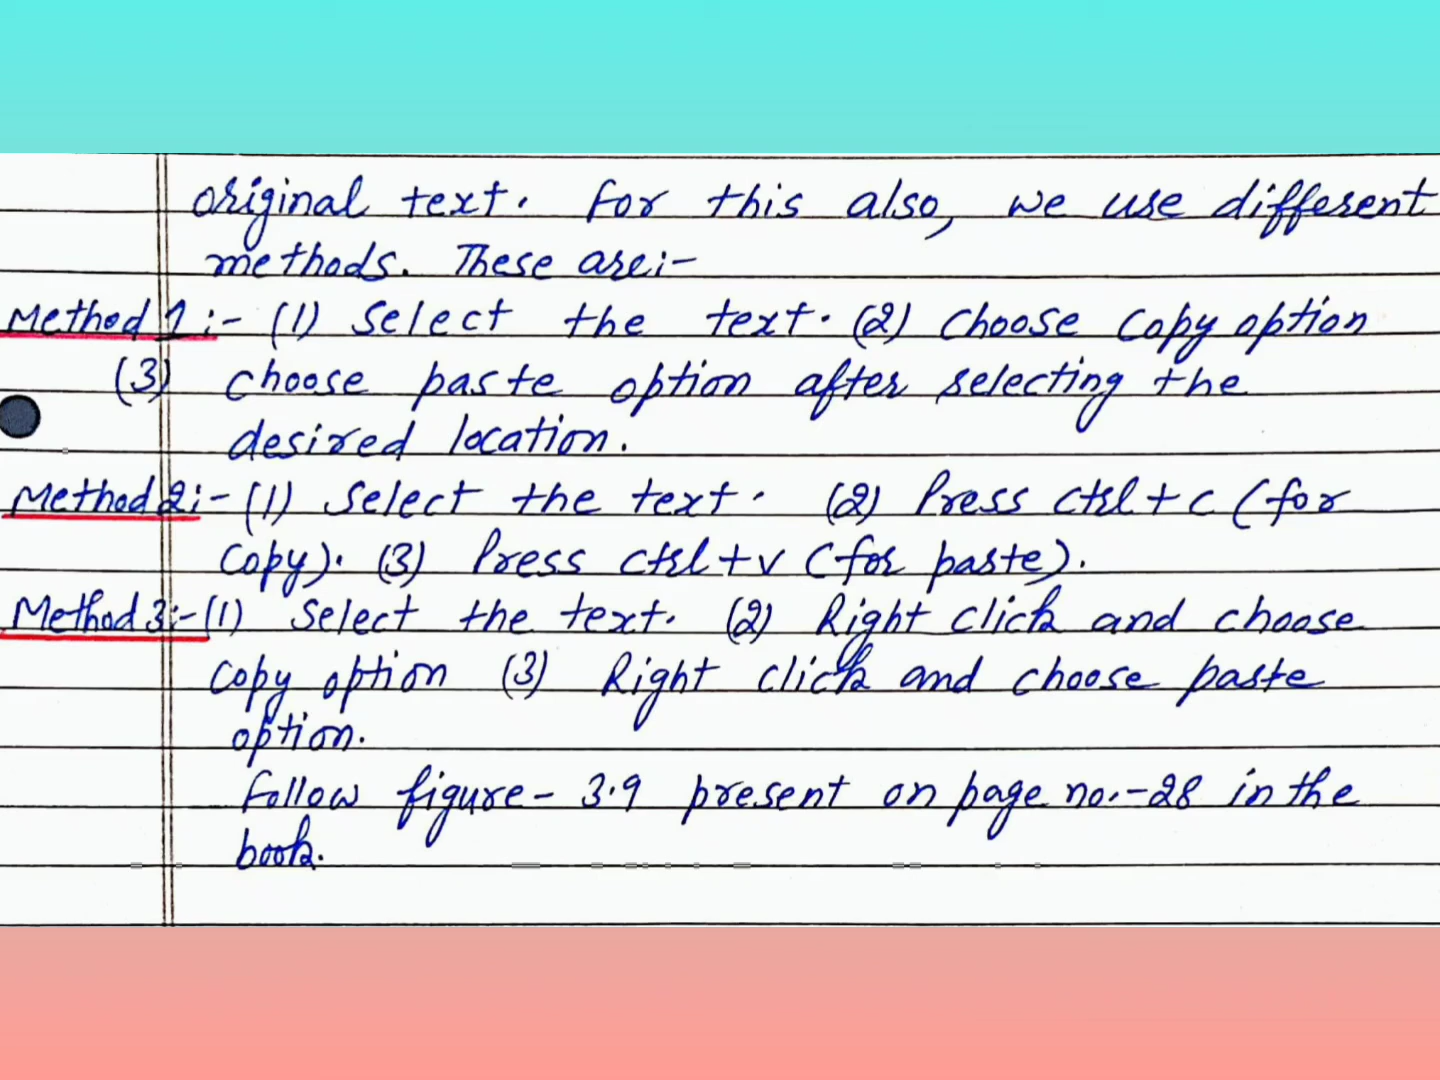 original text. For this also, we use different
methods. These are:-
Method 1:- (1) Select the text. (2) Choose Copy option
(3) choose paste option after selecting the
desired location.
Method 2:- (1) Select the text. (2) Press ctrl+c (for
copy). (3) Press ctrl+v (for paste).
Method 3:- (1) Select the text. (2) Right click and choose
copy option (3) Right click and choose paste
option.
Follow figure- 3.9 present on page no.-28 in the
book.